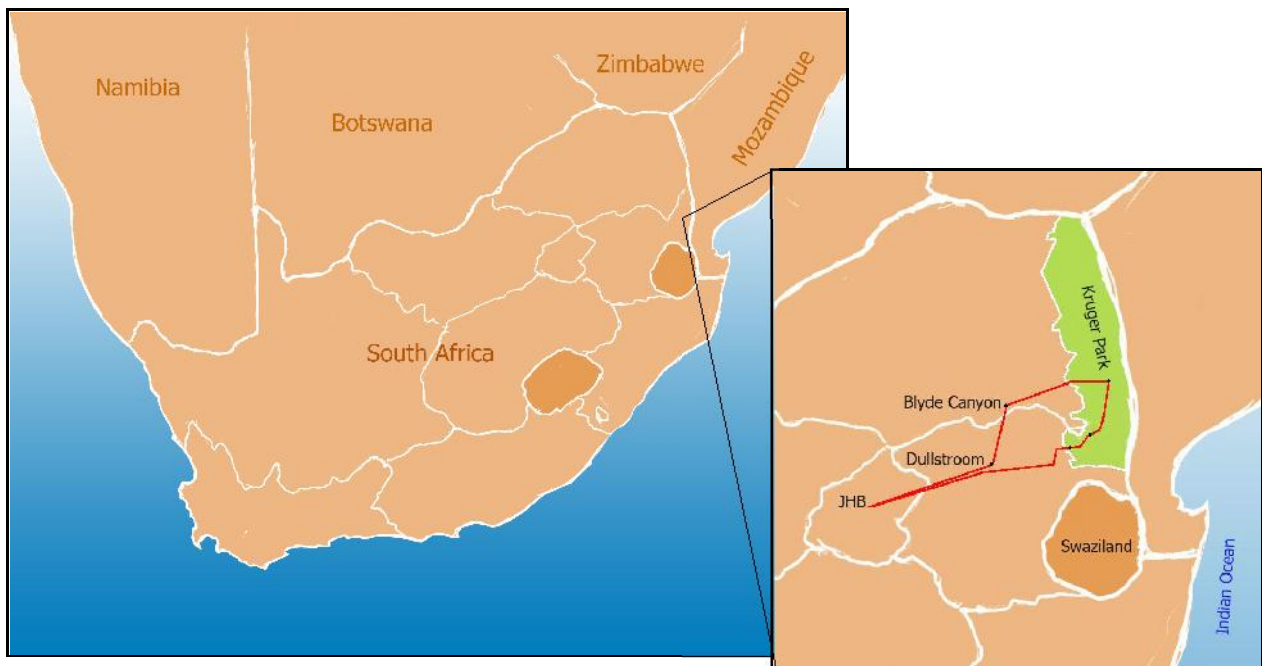 Namibia
Botswana
Zimbabwe
Mozambique
South Africa
Kruger Park
Blyde Canyon
Dullstroom
JHB
Swaziland
Indian Ocean